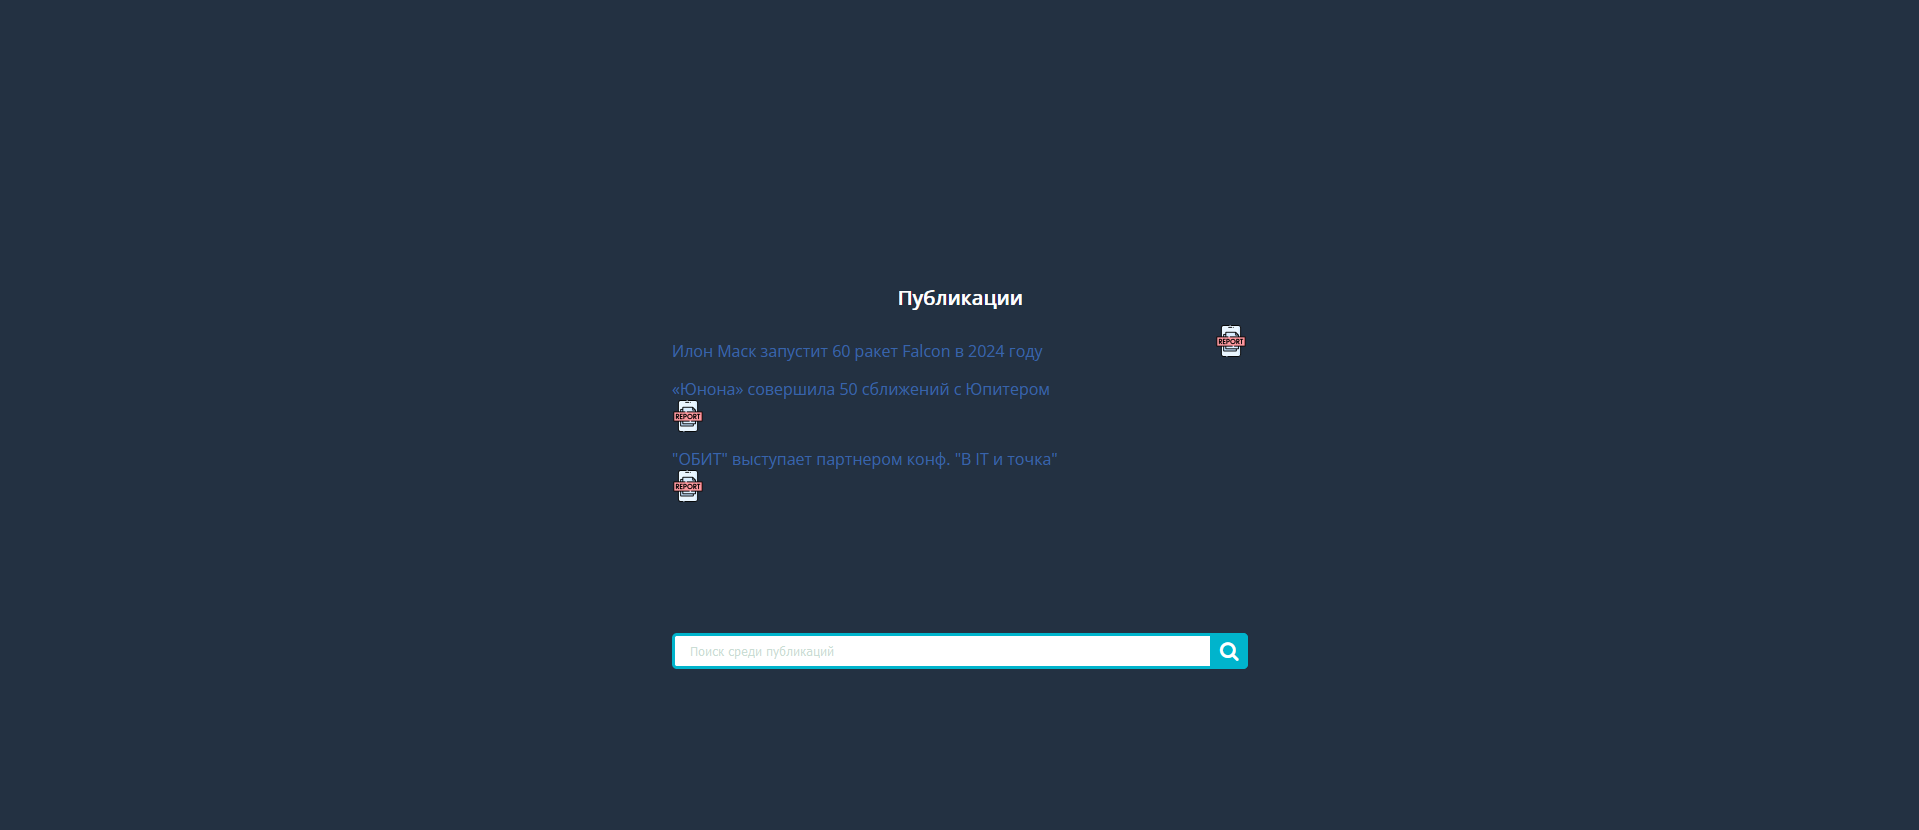 Публикации
Илон Маск запустит 60 ракет Falcon в 2024 году
REPORT
«Юнона» совершила 50 сближений с Юпитером
REPORT
"ОБИТ" выступает партнером конф. "В IT и точка"
REPORT
Поиск среди публикаций